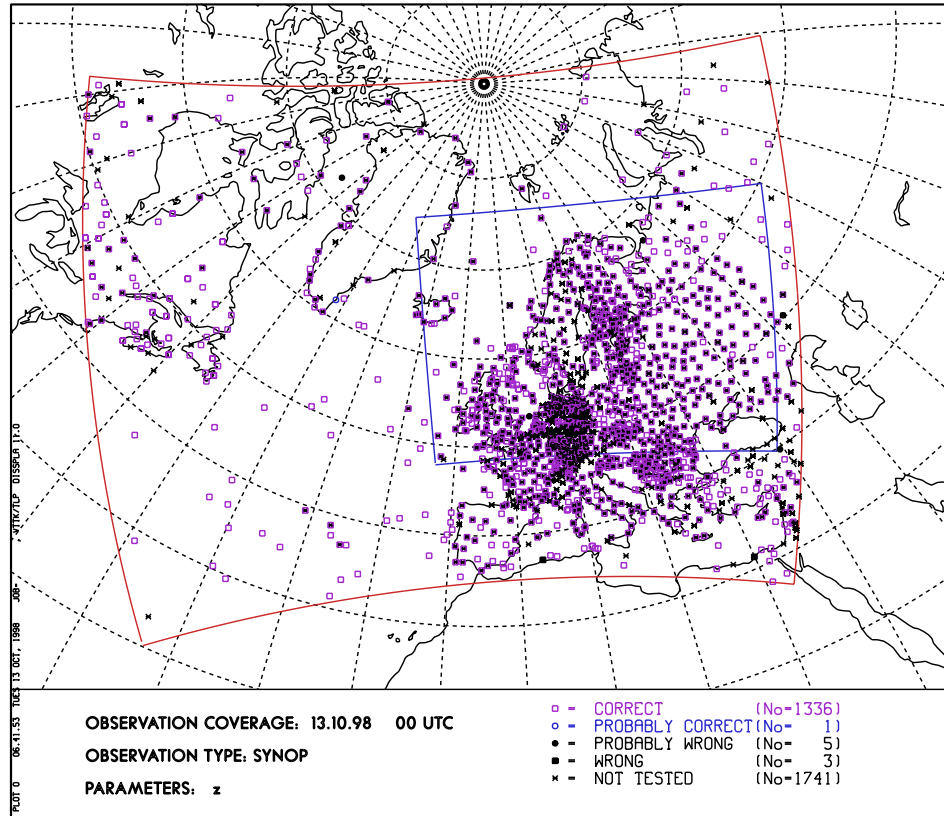 OBSERVATION COVERAGE: 13.10.98 00 UTC
OBSERVATION TYPE: SYNOP
PARAMETERS: z
= CORRECT (No=1336)
= PROBABLY CORRECT(No= 1)
= PROBABLY WRONG (No= 5)
= WRONG (No= 3)
= NOT TESTED (No=1741)
PLOT 0 06.41.53 TUES 13 OCT, 1998 JOB= DISSPLA 11.0